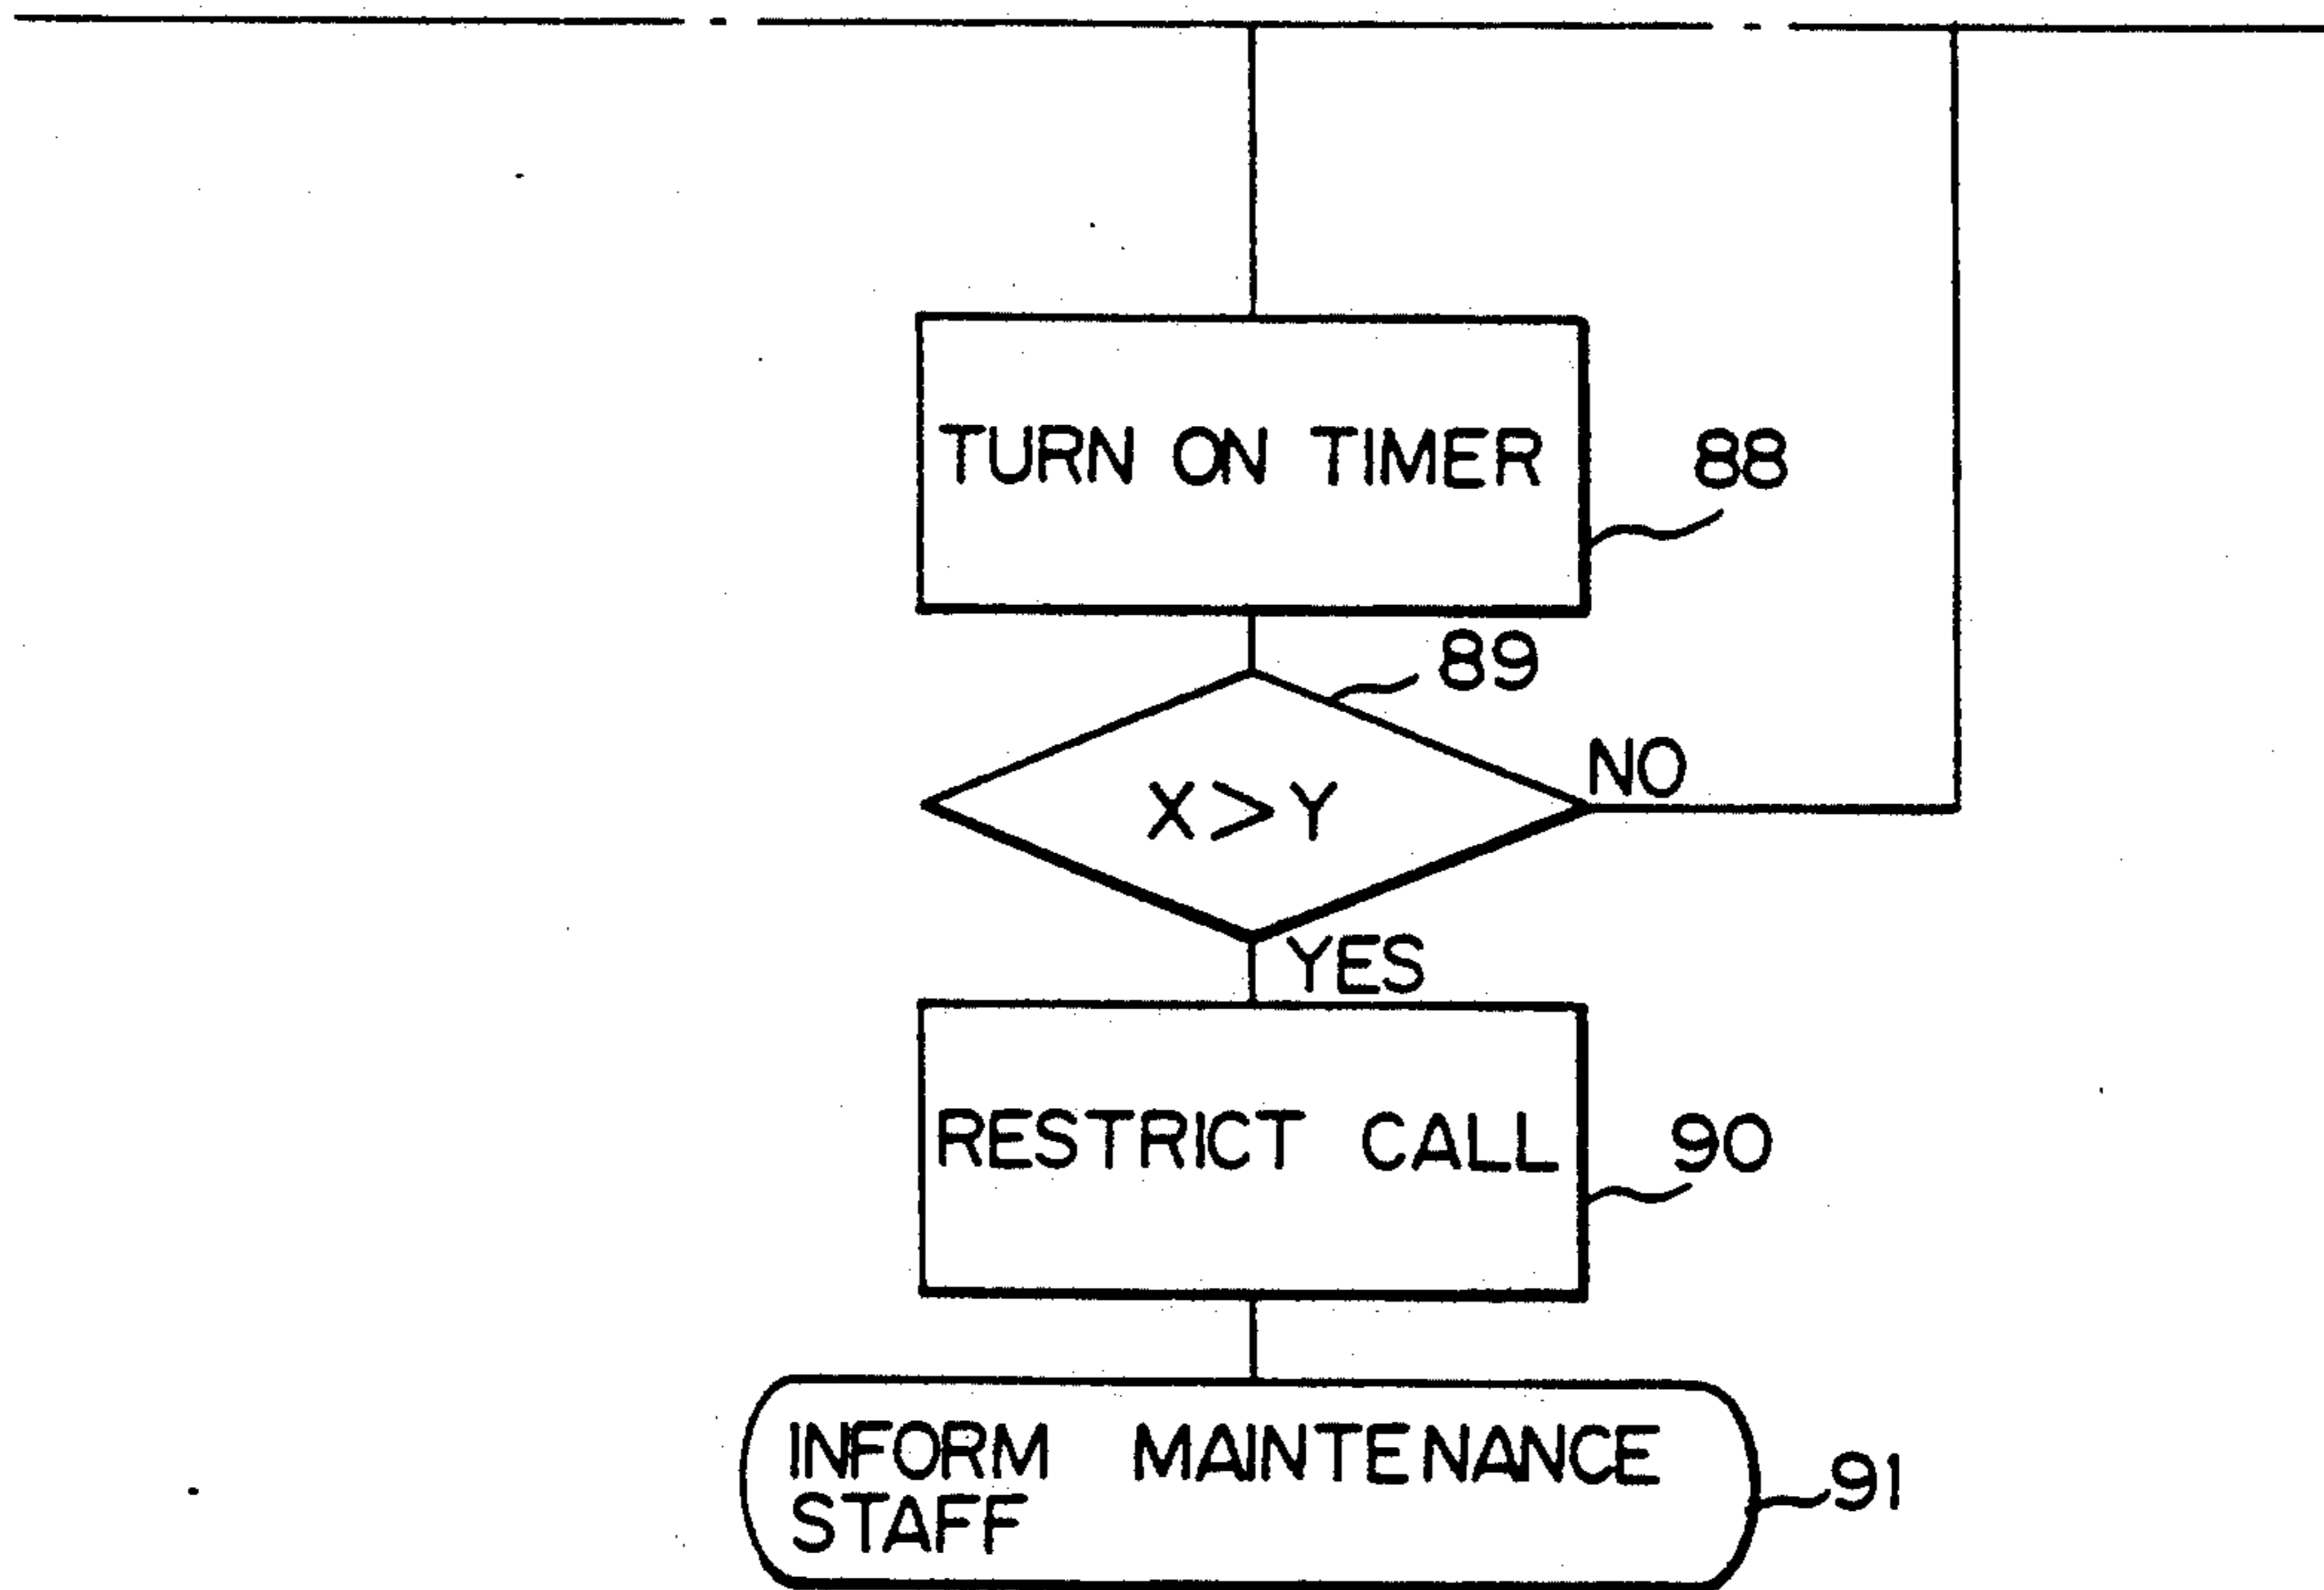 TURN ON TIMER
88
89
X>Y
NO
YES
RESTRICT CALL
90
INFORM MAINTENANCE
STAFF
91